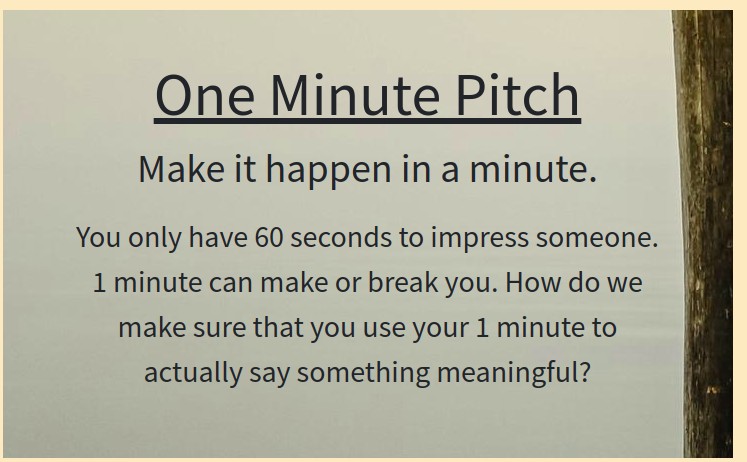 One Minute Pitch
Make it happen in a minute.
You only have 60 seconds to impress someone.
1 minute can make or break you. How do we
make sure that you use your 1 minute to
actually say something meaningful?